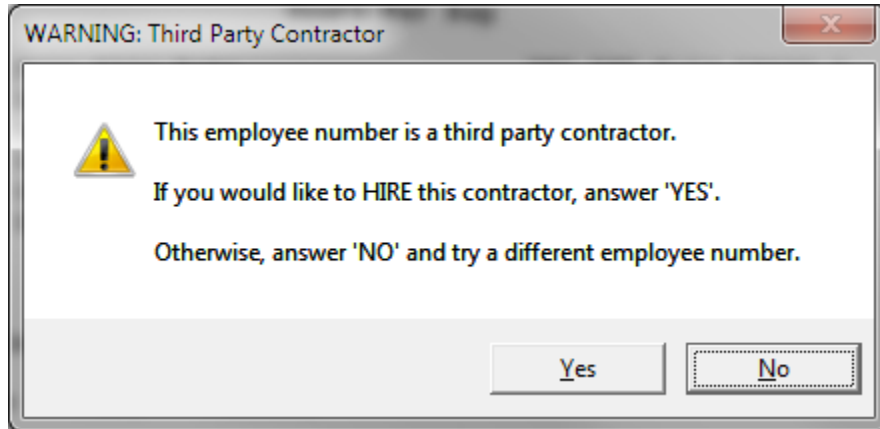 WARNING: Third Party Contractor
This employee number is a third party contractor.
If you would like to HIRE this contractor, answer 'YES'.
Otherwise, answer 'NO' and try a different employee number.
Yes
No